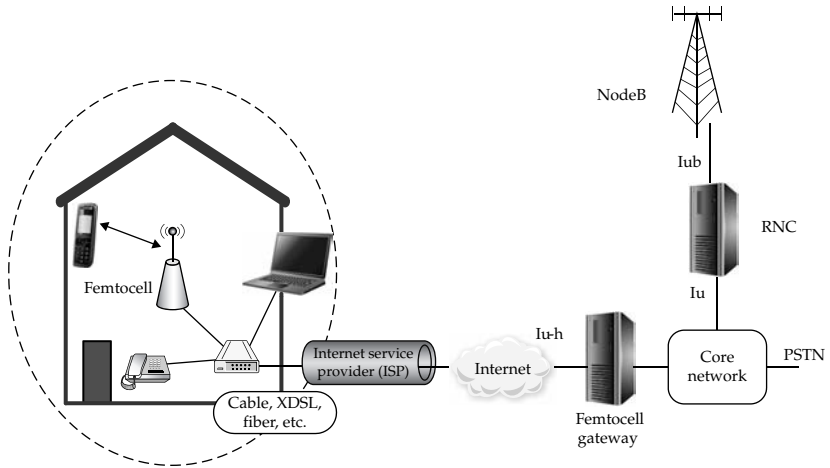 NodeB
Iub
RNC
Iu
Femtocell
Iu-h
Internet service
provider (ISP)
Internet
Core
network
PSTN
Cable, XDSL,
fiber, etc.
Femtocell
gateway